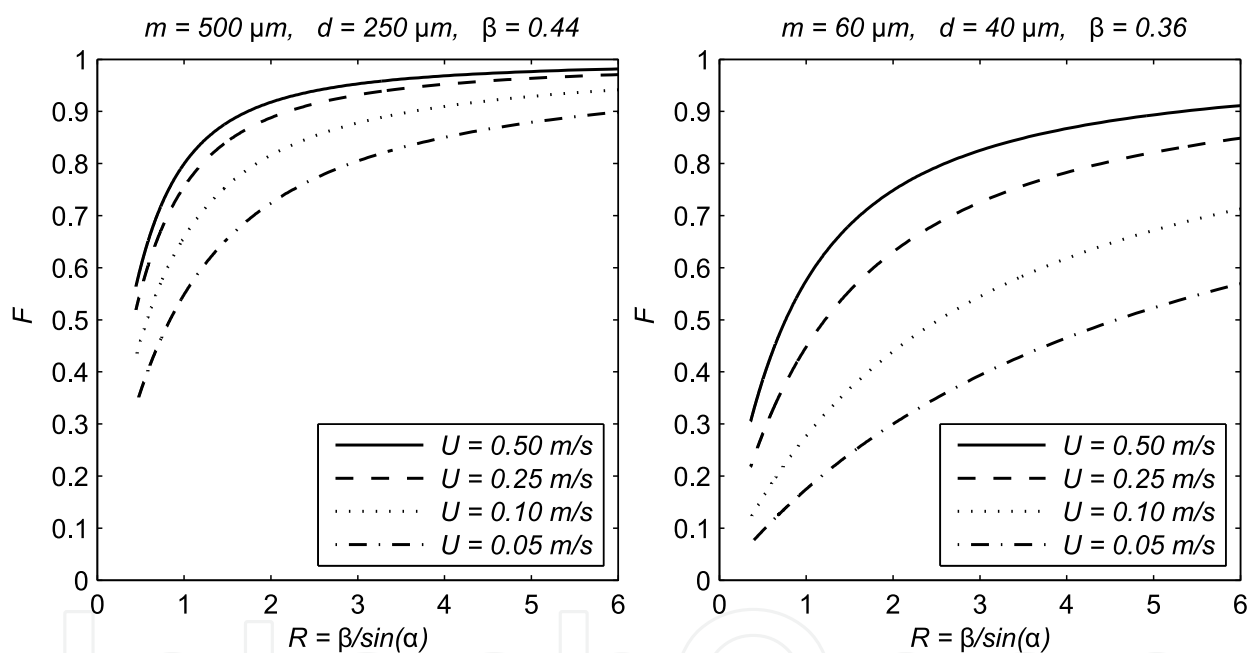 m = 500 μm, d = 250 μm, β = 0.44
1
0.9
0.8
0.7
0.6
0.5
0.4
0.3
0.2
0.1
0
F
U = 0.50 m/s
U = 0.25 m/s
U = 0.10 m/s
U = 0.05 m/s
0 1 2 3 4 5 6
R = β/sin(α)
m = 60 μm, d = 40 μm, β = 0.36
1
0.9
0.8
0.7
0.6
0.5
0.4
0.3
0.2
0.1
0
F
U = 0.50 m/s
U = 0.25 m/s
U = 0.10 m/s
U = 0.05 m/s
0 1 2 3 4 5 6
R = β/sin(α)